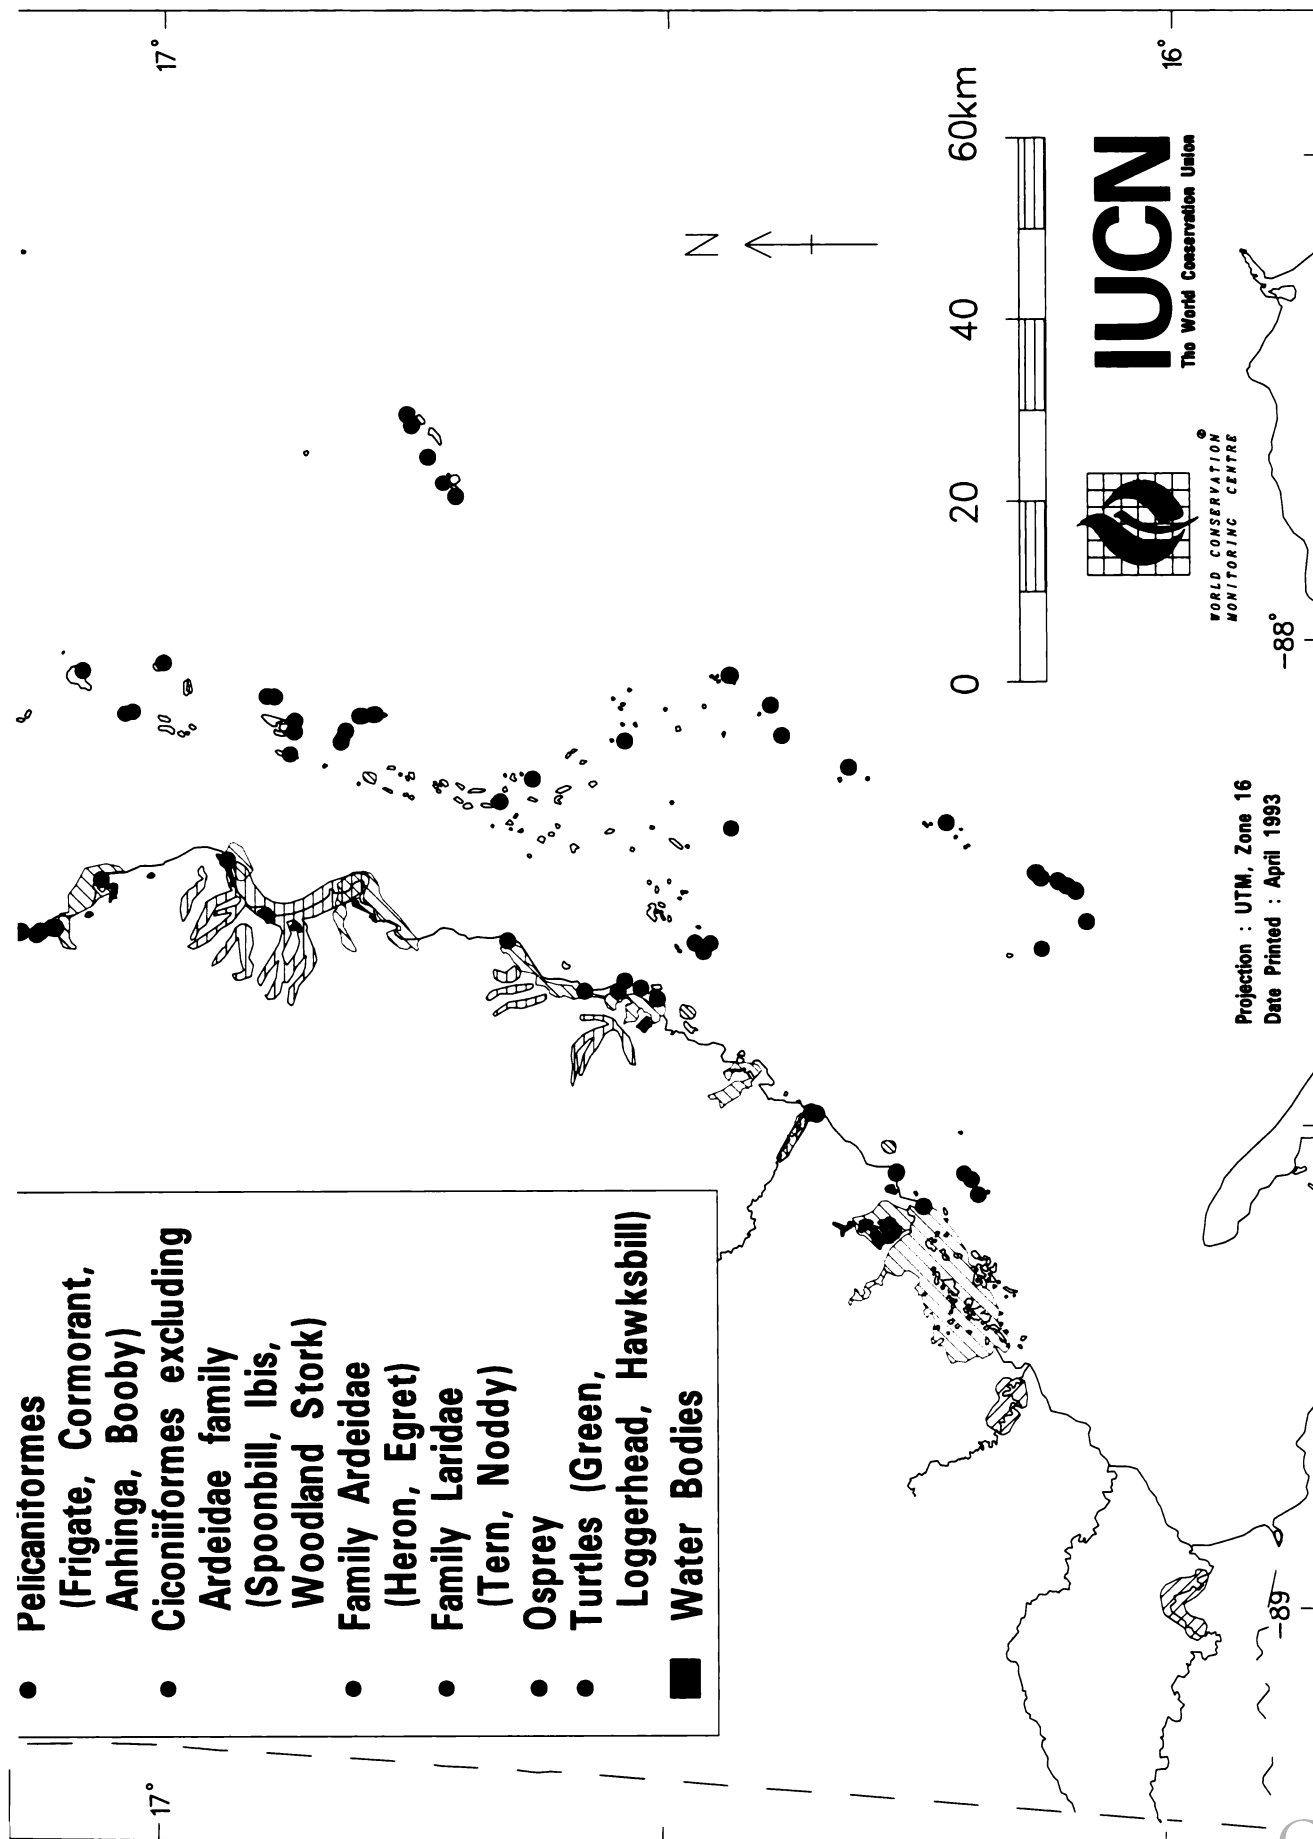 Pelicaniformes
(Frigate, Cormorant,
Anhinga, Booby)
Ciconiiformes excluding
Ardeidae family
(Spoonbill, Ibis,
Woodland Stork)
Family Ardeidae
(Heron, Egret)
Family Laridae
(Tern, Noddy)
Osprey
Turtles (Green,
Loggerhead, Hawksbill)
Water Bodies
17°
17°
16°
-89
-88°
N
0 20 40 60km
WORLD CONSERVATION
MONITORING CENTRE
©
IUCN
The World Conservation Union
Projection : UTM, Zone 16
Date Printed : April 1993